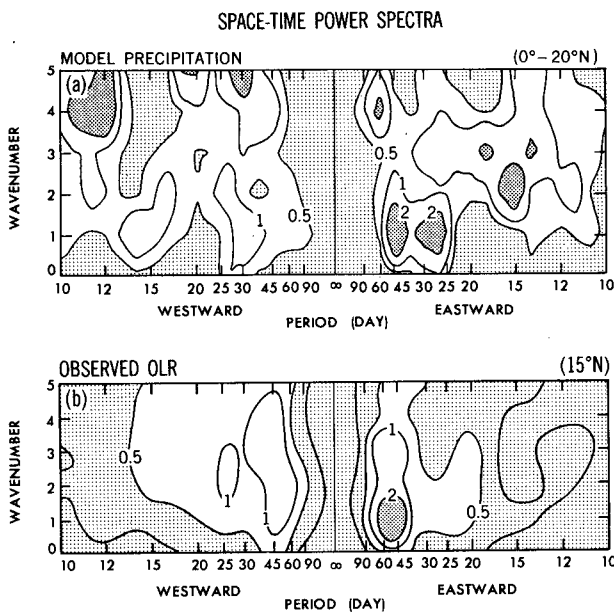 SPACE-TIME POWER SPECTRA
MODEL PRECIPITATION (0°–20°N)
(a)
WAVENUMBER
5
4
3
2
1
0
0.5
1
0.5
1
2
2
10 12 15 20 25 30 45 60 90 ∞ 90 60 45 30 25 20 15 12 10
WESTWARD EASTWARD
PERIOD (DAY)
OBSERVED OLR (15°N)
(b)
WAVENUMBER
5
4
3
2
1
0
0.5
1
1
1
2
0.5
10 12 15 20 25 30 45 60 90 ∞ 90 60 45 30 25 20 15 12 10
WESTWARD EASTWARD
PERIOD (DAY)